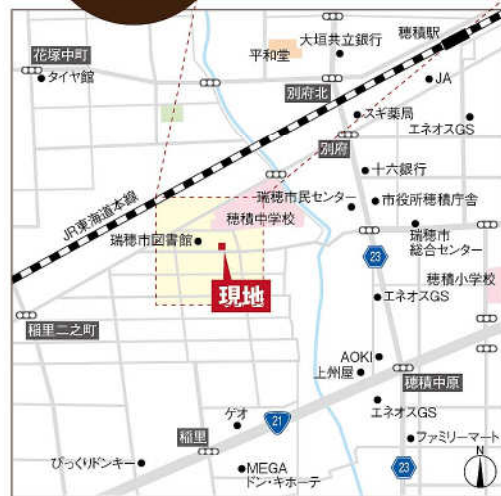 穂積駅
大垣共立銀行
平和堂
花塚中町
タイヤ館
JA
別府北
スギ薬局
エネオスGS
別府
十六銀行
JR東海道本線
瑞穂市民センター
市役所穂積庁舎
穂積中学校
瑞穂市
総合センター
瑞穂市図書館
23
穂積小学校
現地
エネオスGS
稲里二之町
AOKI
上州屋
穂積中原
エネオスGS
ゲオ
21
稲里
ファミリーマート
びっくりドンキー
MEGA
ドン・キホーテ
23
N